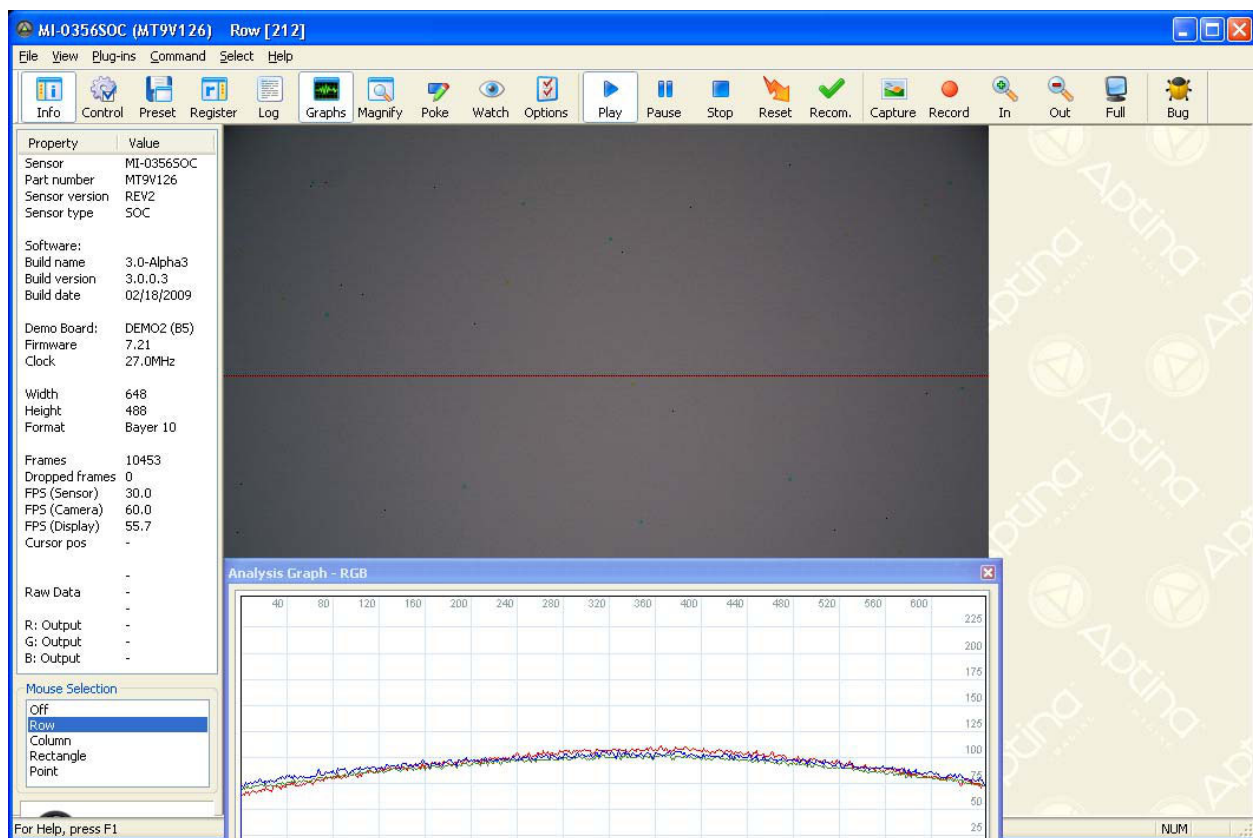 MI-0356SOC (MT9V126) Row [212]
File View Plug-ins Command Select Help
Info Control Preset Register Log Graphs Magnify Poke Watch Options Play Pause Stop Reset Recom. Capture Record In Out Full Bug
Property Value
Sensor MI-0356SOC
Part number MT9V126
Sensor version REV2
Sensor type SOC
Software:
Build name 3.0-Alpha3
Build version 3.0.0.3
Build date 02/18/2009
Demo Board: DEMO2 (B5)
Firmware 7.21
Clock 27.0MHz
Width 648
Height 488
Format Bayer 10
Frames 10453
Dropped frames 0
FPS (Sensor) 30.0
FPS (Camera) 60.0
FPS (Display) 55.7
Cursor pos -
-
Raw Data -
-
R: Output -
G: Output -
B: Output -
Mouse Selection
Off
Row
Column
Rectangle
Point
Analysis Graph - RGB
40 80 120 160 200 240 280 320 360 400 440 480 520 560 600
225
200
175
150
125
100
75
50
25
Aptina
Aptina
Aptina
Aptina
Aptina
Aptina
For Help, press F1 NUM